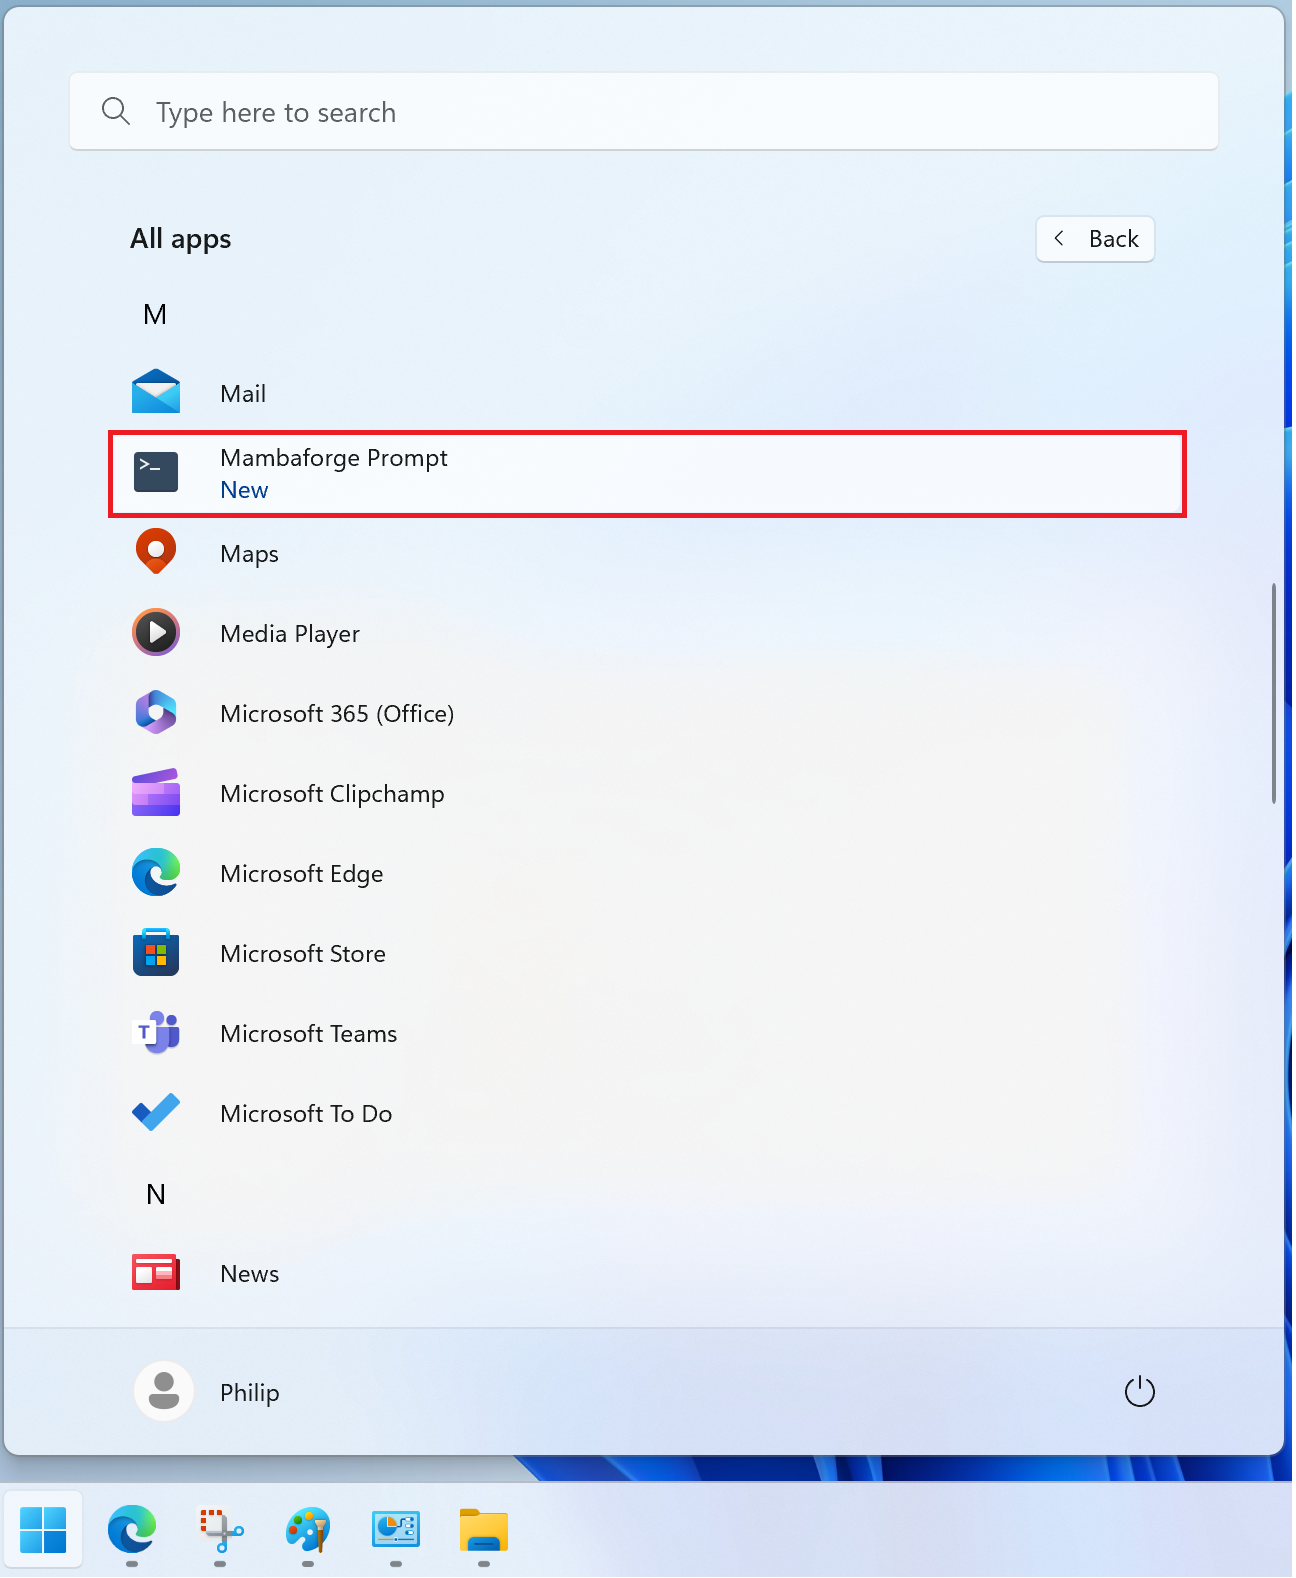 Type here to search
All apps
Back
M
Mail
>_
Mambaforge Prompt
New
Maps
Media Player
Microsoft 365 (Office)
Microsoft Clipchamp
Microsoft Edge
Microsoft Store
T
Microsoft Teams
Microsoft To Do
N
News
Philip